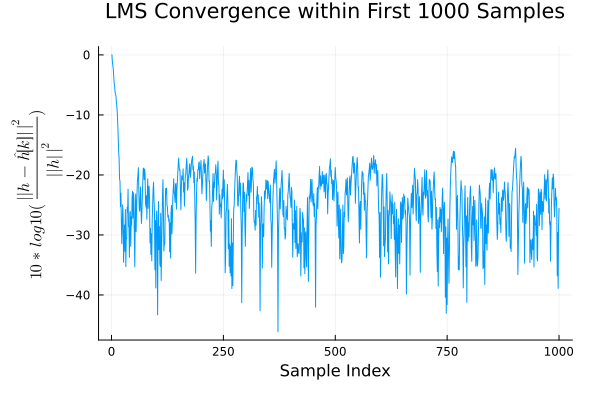 LMS Convergence within First 1000 Samples
10 * log10( ||h − ĥ[k]||² / ||h||² )
0
−10
−20
−30
−40
0 250 500 750 1000
Sample Index